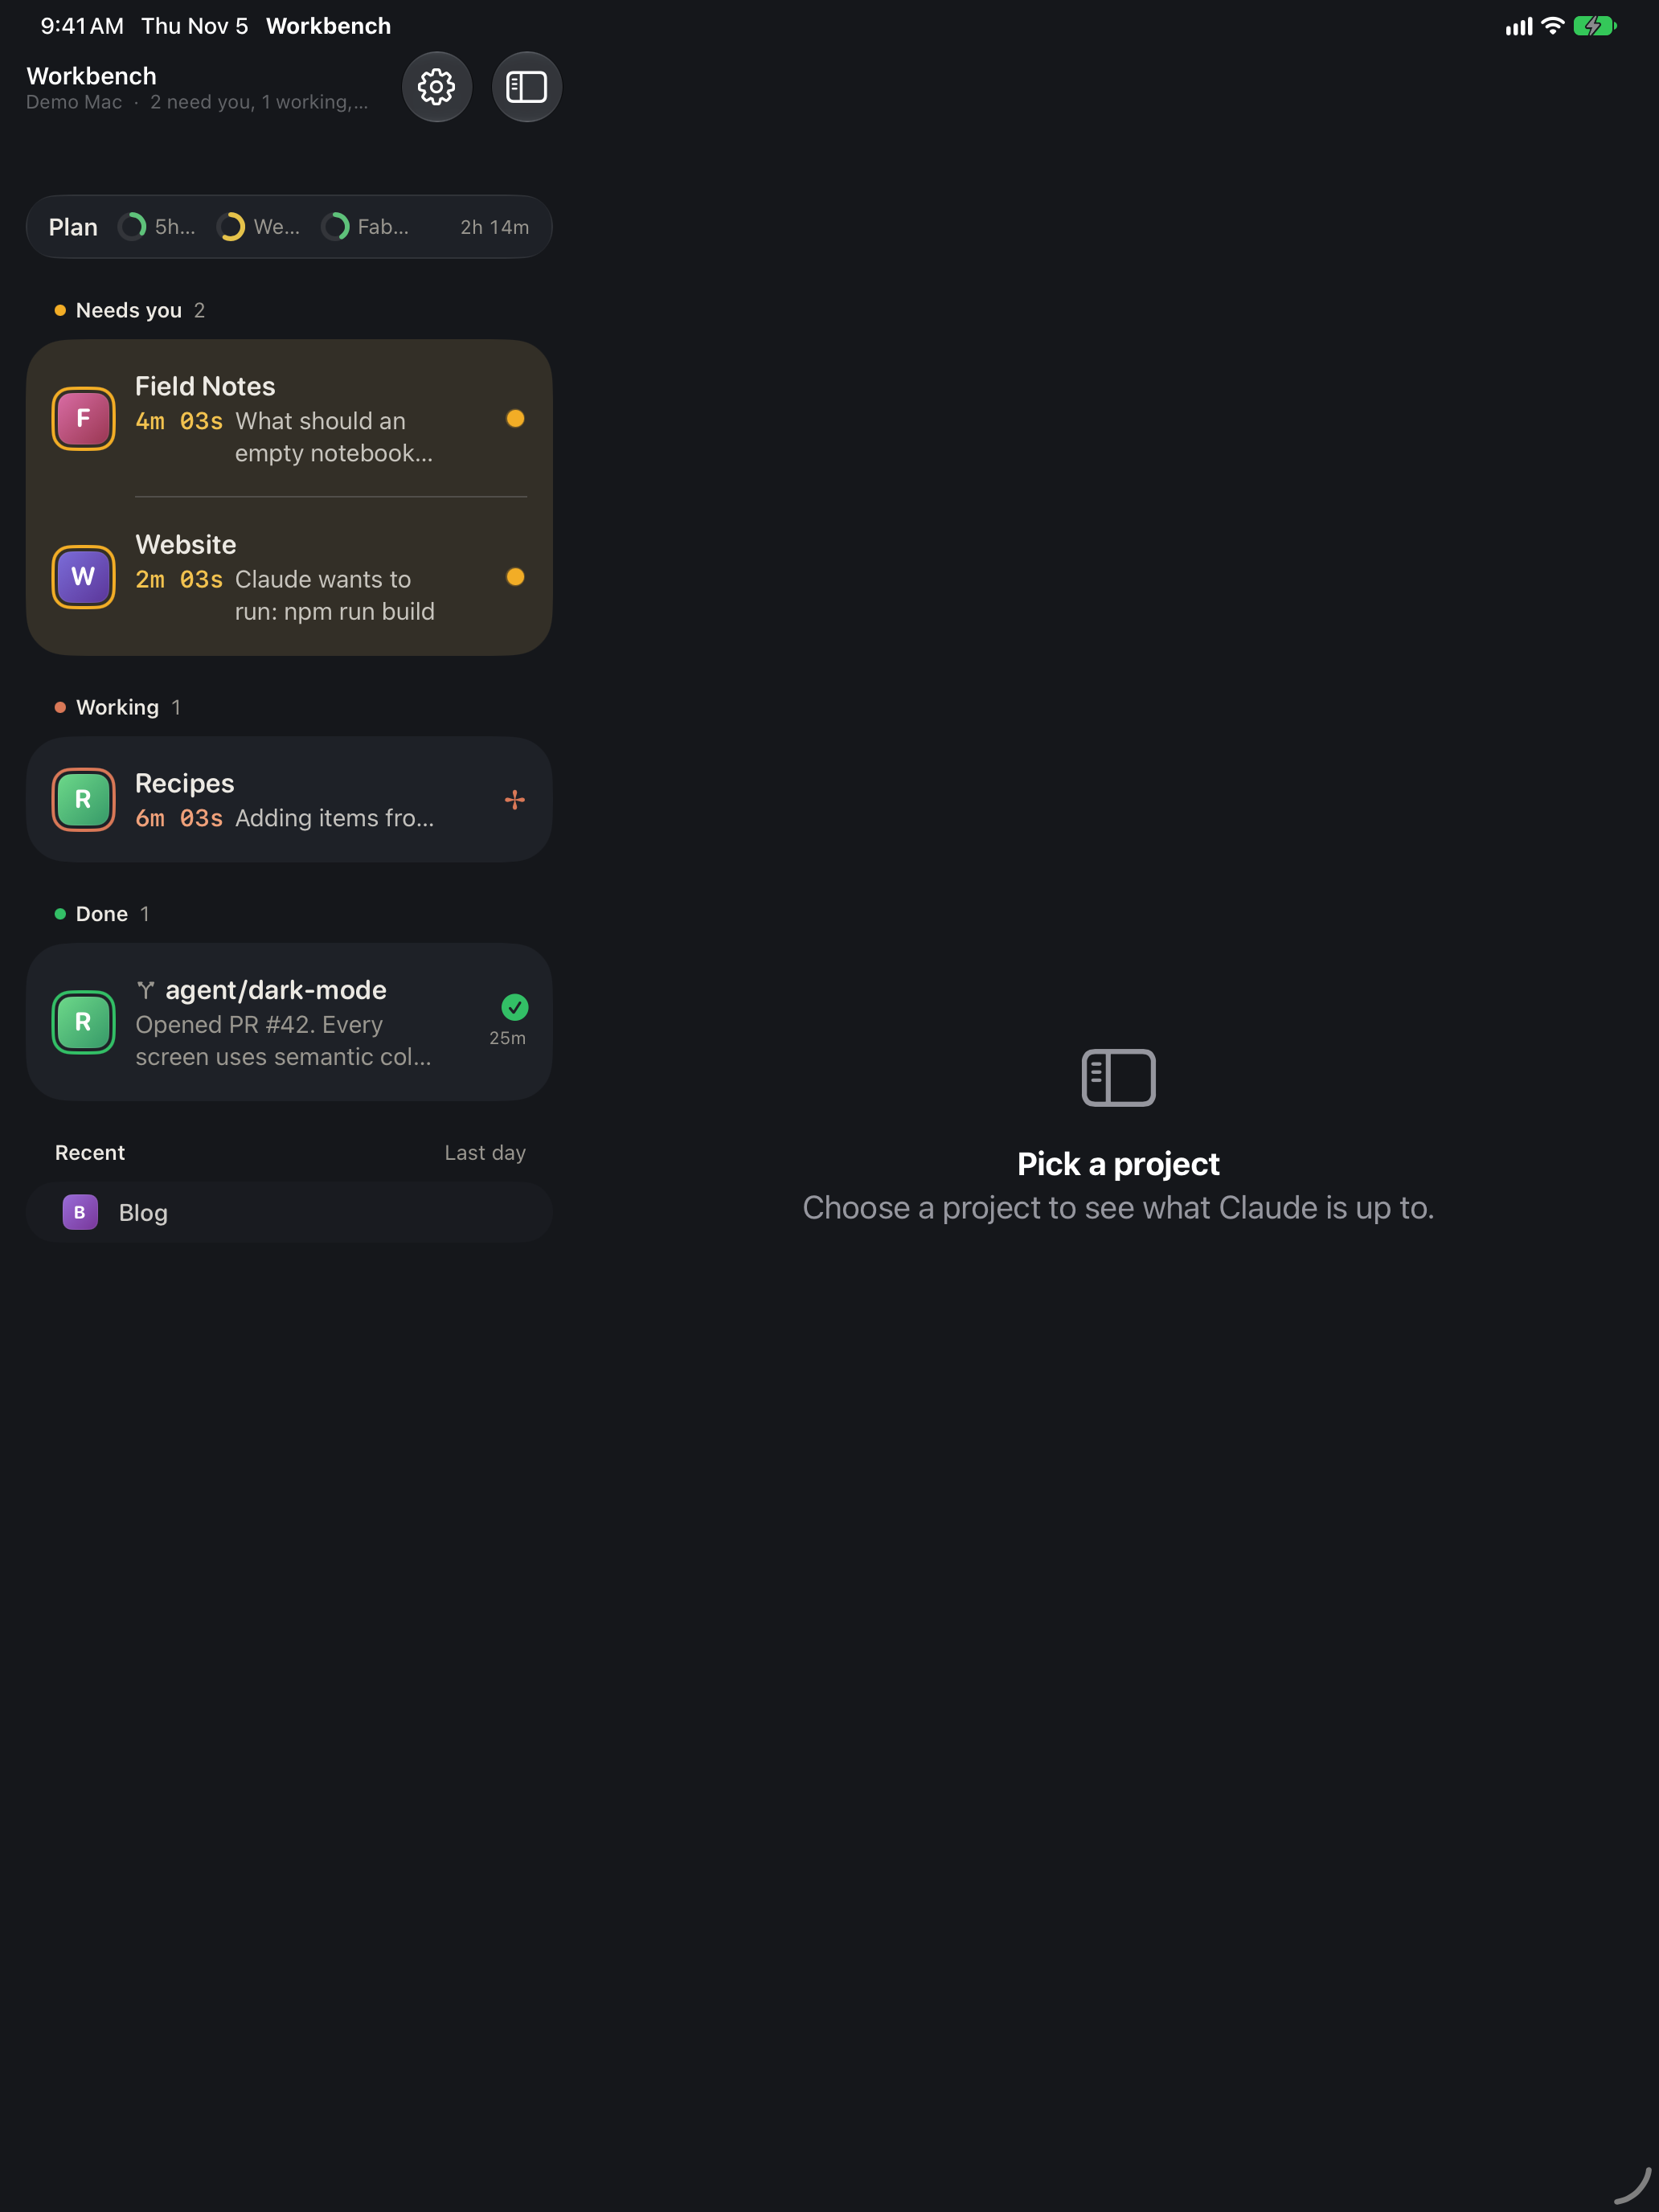 9:41 AM Thu Nov 5 Workbench
Workbench
Demo Mac · 2 need you, 1 working,...
Plan 5h... We... Fab... 2h 14m
Needs you 2
F
Field Notes
4m 03s What should an
empty notebook...
W
Website
2m 03s Claude wants to
run: npm run build
Working 1
R
Recipes
6m 03s Adding items fro...
Done 1
R
agent/dark-mode
Opened PR #42. Every
screen uses semantic col...
25m
Recent Last day
B Blog
Pick a project
Choose a project to see what Claude is up to.